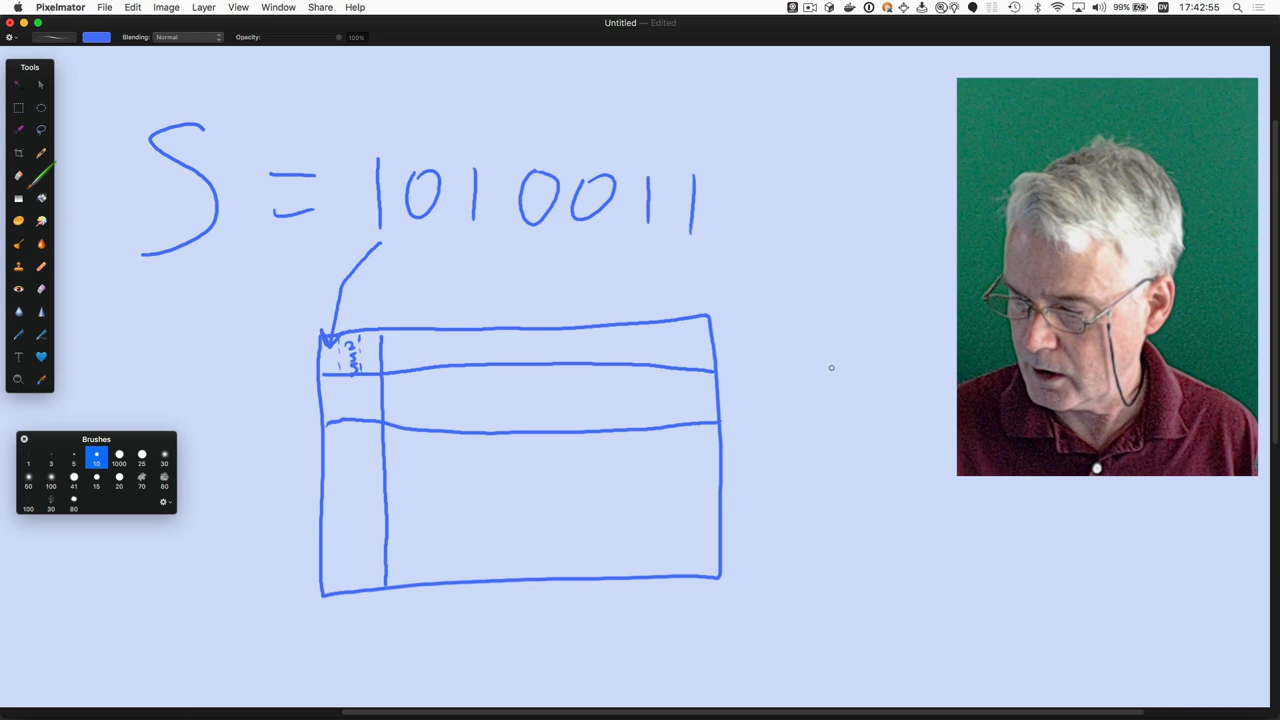 Pixelmator File Edit Image Layer View Window Share Help 99% DV 17:42:55
Untitled — Edited
Blending: Normal Opacity: 100%
Tools
S = 1010011
Brushes
1 3 5 10 1000 25 30
50 100 41 15 20 70 80
100 30 80